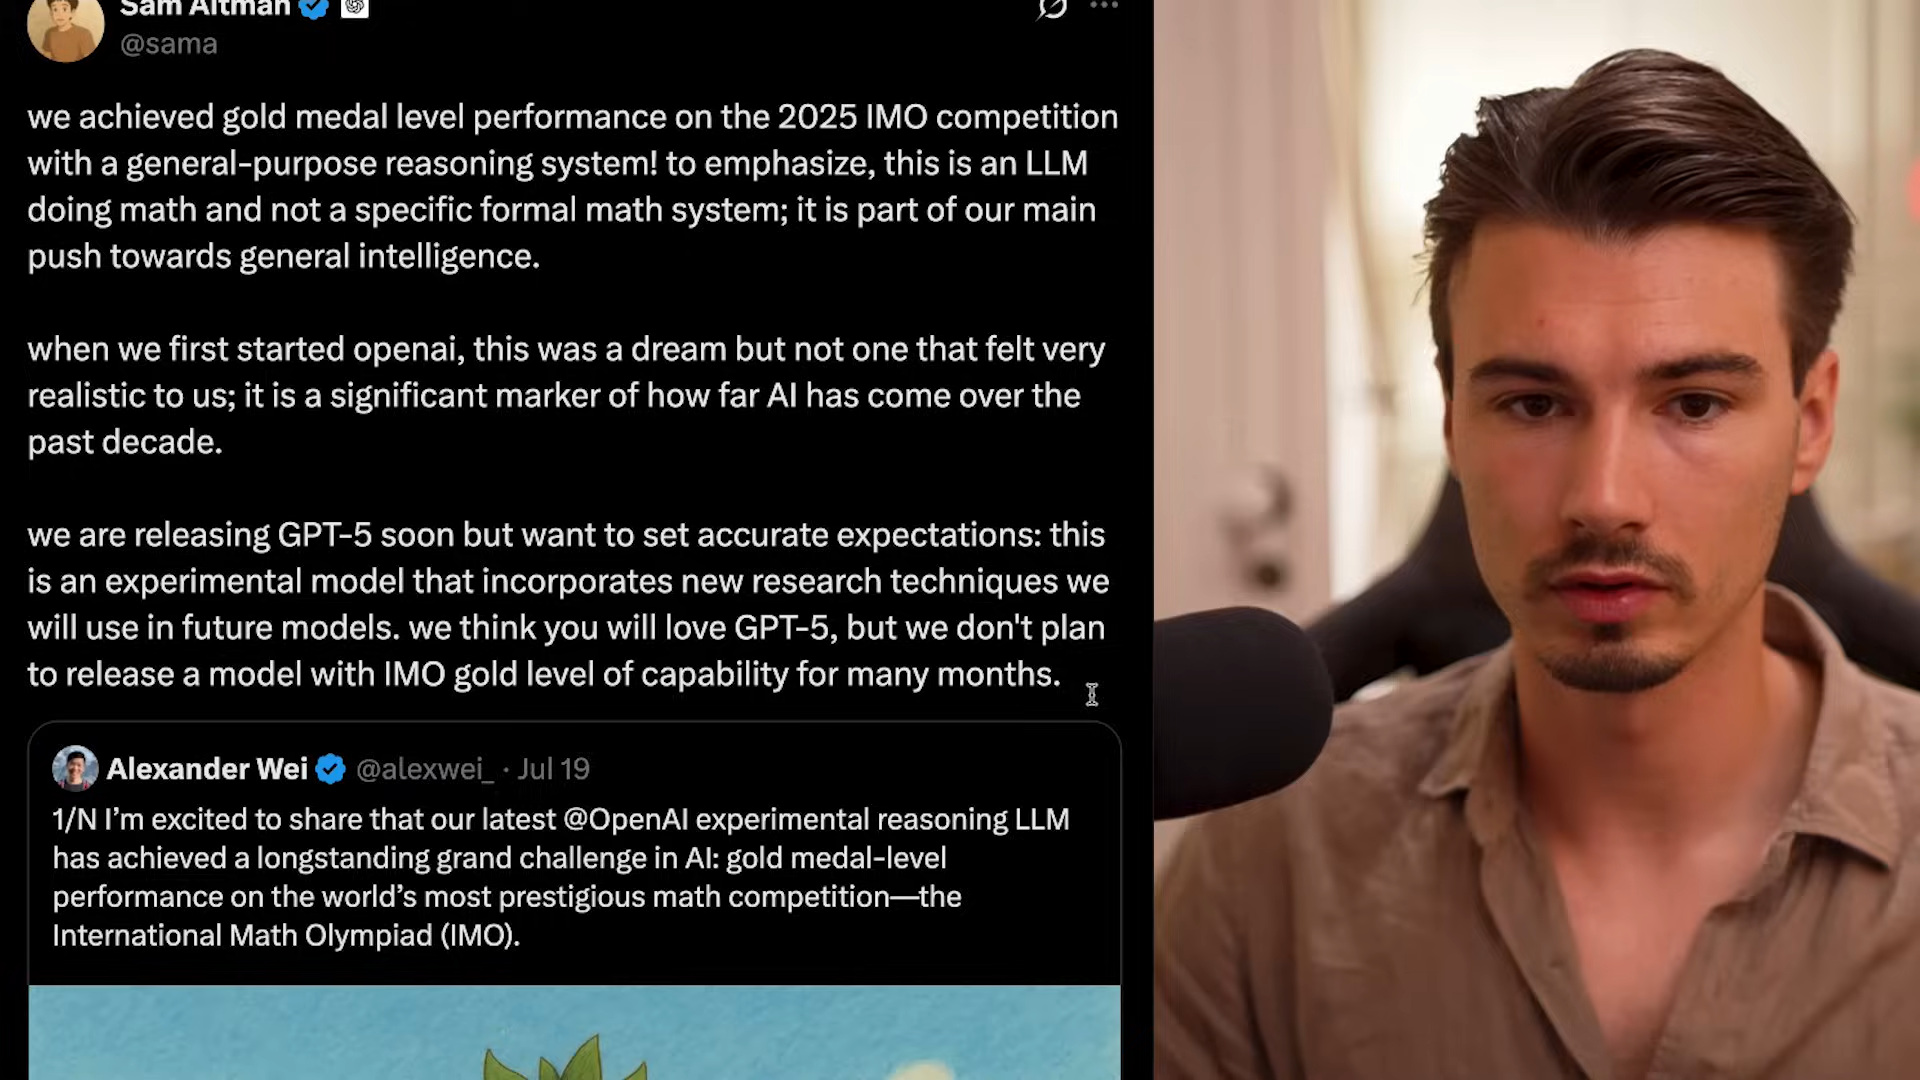 Sam Altman
@sama
we achieved gold medal level performance on the 2025 IMO competition
with a general-purpose reasoning system! to emphasize, this is an LLM
doing math and not a specific formal math system; it is part of our main
push towards general intelligence.
when we first started openai, this was a dream but not one that felt very
realistic to us; it is a significant marker of how far AI has come over the
past decade.
we are releasing GPT-5 soon but want to set accurate expectations: this
is an experimental model that incorporates new research techniques we
will use in future models. we think you will love GPT-5, but we don't plan
to release a model with IMO gold level of capability for many months.
Alexander Wei @alexwei_ · Jul 19
1/N I’m excited to share that our latest @OpenAI experimental reasoning LLM
has achieved a longstanding grand challenge in AI: gold medal-level
performance on the world’s most prestigious math competition—the
International Math Olympiad (IMO).